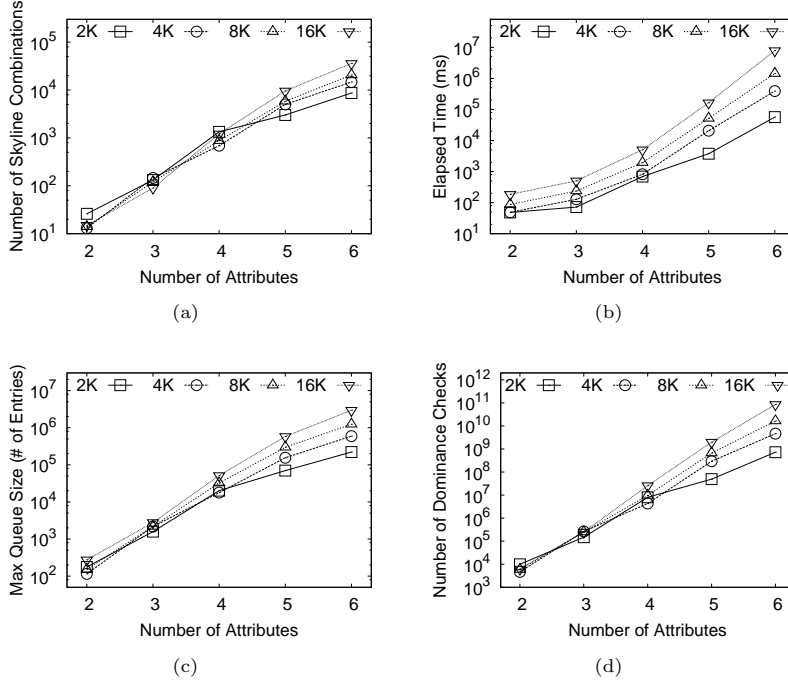 10^5
10^4
10^3
10^2
10^1
2K 4K 8K 16K
2 3 4 5 6
Number of Skyline Combinations
Number of Attributes
(a)
10^7
10^6
10^5
10^4
10^3
10^2
10^1
2K 4K 8K 16K
2 3 4 5 6
Elapsed Time (ms)
Number of Attributes
(b)
10^7
10^6
10^5
10^4
10^3
10^2
2K 4K 8K 16K
2 3 4 5 6
Max Queue Size (# of Entries)
Number of Attributes
(c)
10^12
10^11
10^10
10^9
10^8
10^7
10^6
10^5
10^4
10^3
2K 4K 8K 16K
2 3 4 5 6
Number of Dominance Checks
Number of Attributes
(d)